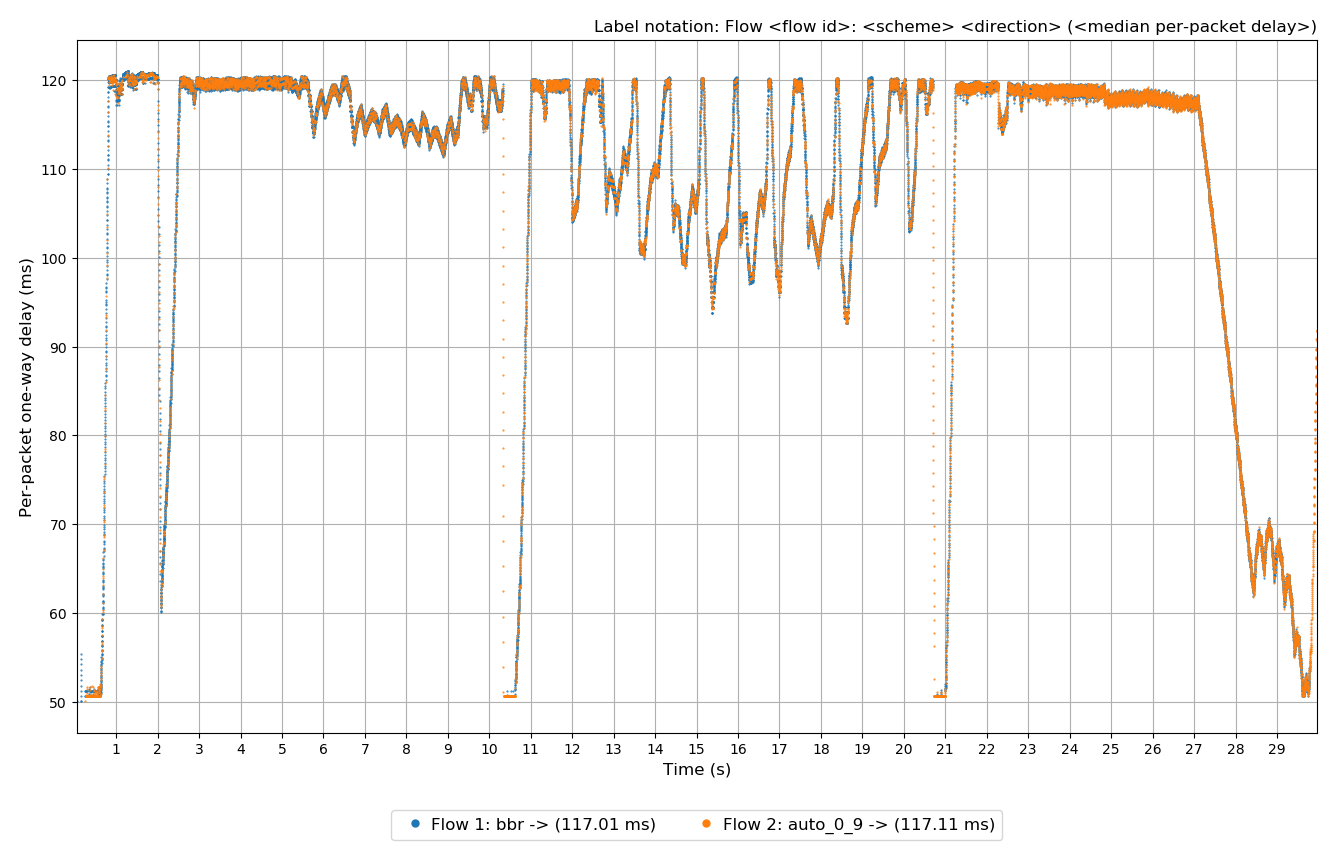 Label notation: Flow <flow id>: <scheme> <direction> (<median per-packet delay>)
120
110
100
90
80
70
60
50
Per-packet one-way delay (ms)
1 2 3 4 5 6 7 8 9 10 11 12 13 14 15 16 17 18 19 20 21 22 23 24 25 26 27 28 29
Time (s)
Flow 1: bbr -> (117.01 ms) Flow 2: auto_0_9 -> (117.11 ms)